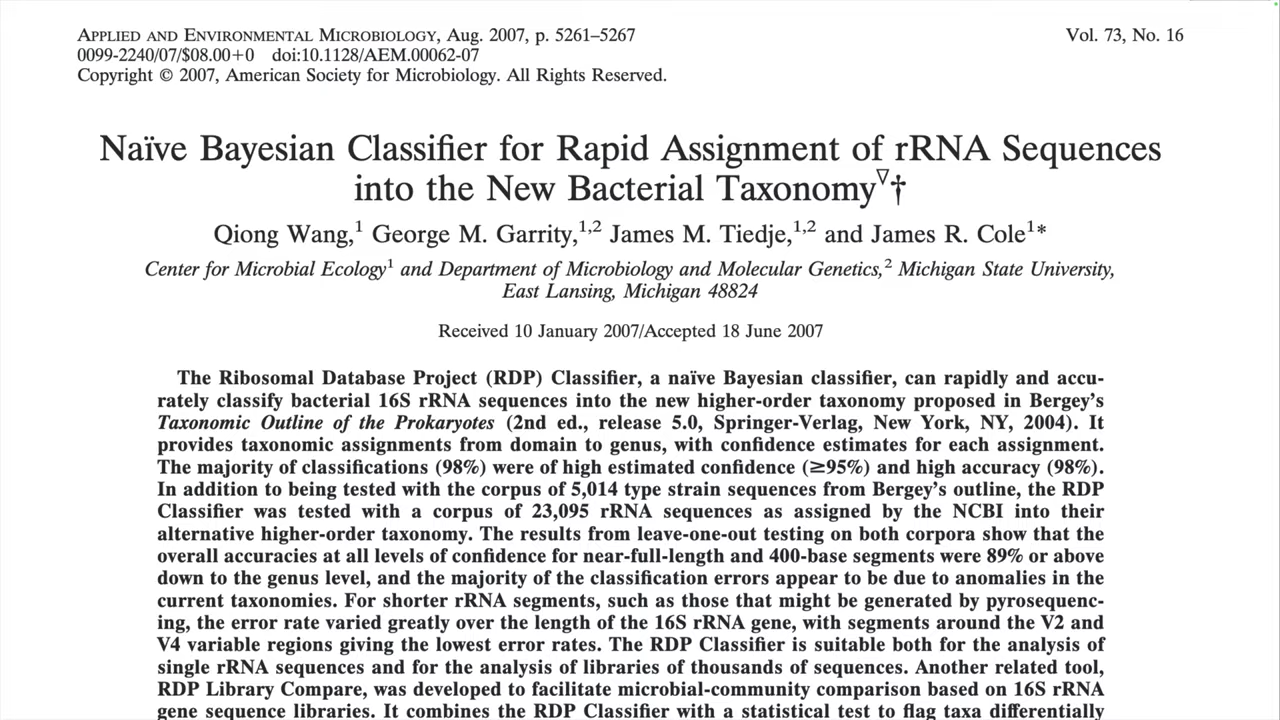 APPLIED AND ENVIRONMENTAL MICROBIOLOGY, Aug. 2007, p. 5261–5267 Vol. 73, No. 16
0099-2240/07/$08.00+0 doi:10.1128/AEM.00062-07
Copyright © 2007, American Society for Microbiology. All Rights Reserved.
Naïve Bayesian Classifier for Rapid Assignment of rRNA Sequences
into the New Bacterial Taxonomy▽†
Qiong Wang,1 George M. Garrity,1,2 James M. Tiedje,1,2 and James R. Cole1*
Center for Microbial Ecology1 and Department of Microbiology and Molecular Genetics,2 Michigan State University,
East Lansing, Michigan 48824
Received 10 January 2007/Accepted 18 June 2007
The Ribosomal Database Project (RDP) Classifier, a naïve Bayesian classifier, can rapidly and accu-
rately classify bacterial 16S rRNA sequences into the new higher-order taxonomy proposed in Bergey's
Taxonomic Outline of the Prokaryotes (2nd ed., release 5.0, Springer-Verlag, New York, NY, 2004). It
provides taxonomic assignments from domain to genus, with confidence estimates for each assignment.
The majority of classifications (98%) were of high estimated confidence (≥95%) and high accuracy (98%).
In addition to being tested with the corpus of 5,014 type strain sequences from Bergey's outline, the RDP
Classifier was tested with a corpus of 23,095 rRNA sequences as assigned by the NCBI into their
alternative higher-order taxonomy. The results from leave-one-out testing on both corpora show that the
overall accuracies at all levels of confidence for near-full-length and 400-base segments were 89% or above
down to the genus level, and the majority of the classification errors appear to be due to anomalies in the
current taxonomies. For shorter rRNA segments, such as those that might be generated by pyrosequenc-
ing, the error rate varied greatly over the length of the 16S rRNA gene, with segments around the V2 and
V4 variable regions giving the lowest error rates. The RDP Classifier is suitable both for the analysis of
single rRNA sequences and for the analysis of libraries of thousands of sequences. Another related tool,
RDP Library Compare, was developed to facilitate microbial-community comparison based on 16S rRNA
gene sequence libraries. It combines the RDP Classifier with a statistical test to flag taxa differentially